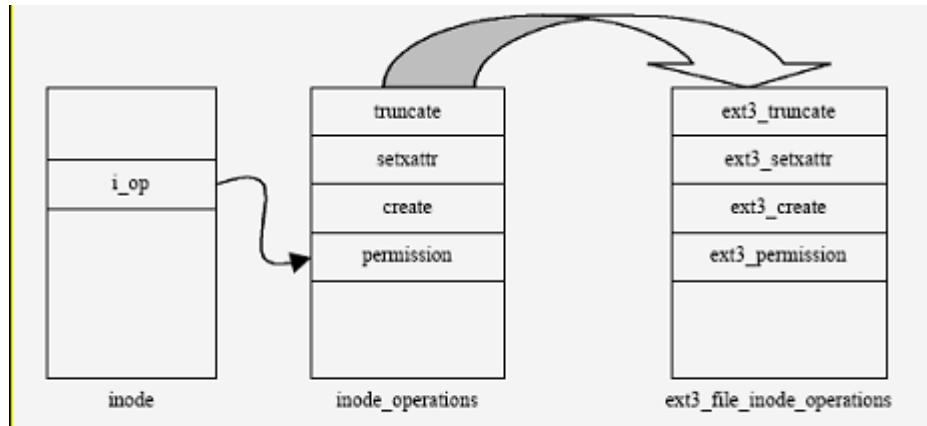 truncate
ext3_truncate
setxattr
ext3_setxattr
i_op
create
ext3_create
permission
ext3_permission
inode
inode_operations
ext3_file_inode_operations